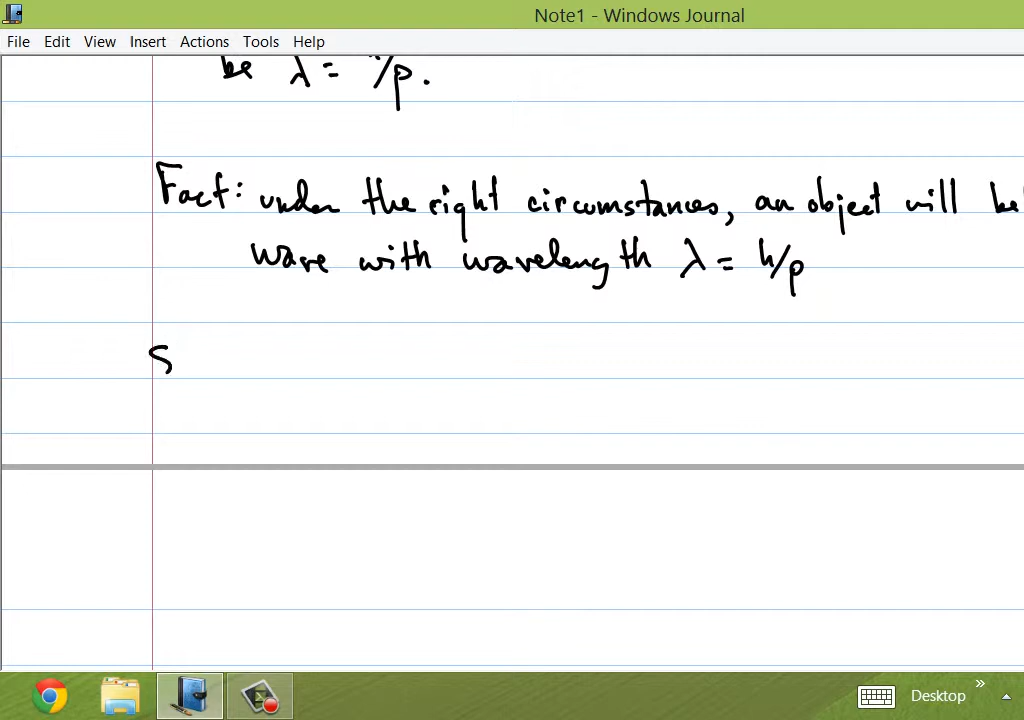 Note1 - Windows Journal
File Edit View Insert Actions Tools Help
be λ = /p.
Fact: under the right circumstances, an object will be
wave with wavelength λ = h/p
S
Desktop »